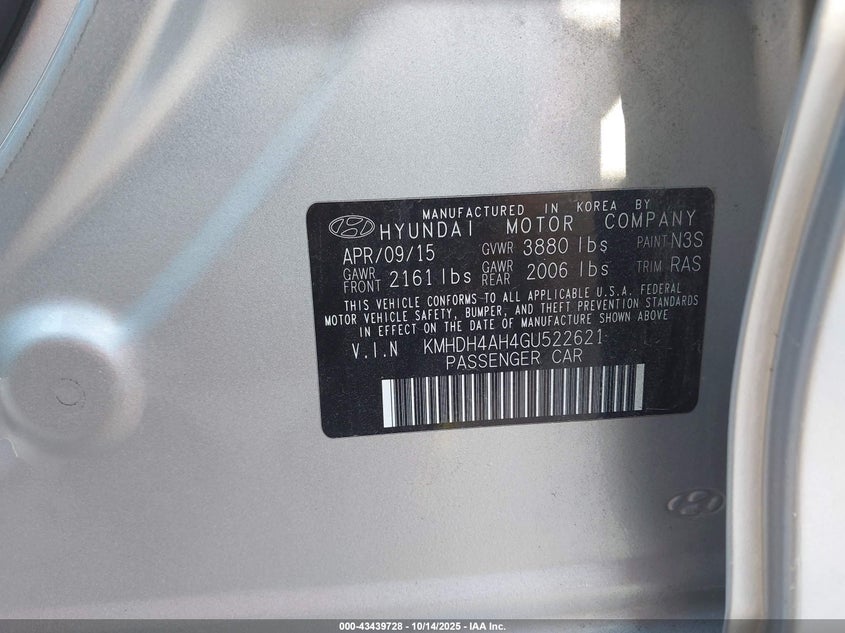 MANUFACTURED IN KOREA BY
HYUNDAI MOTOR COMPANY
APR/09/15 GVWR 3880 lbs PAINT N3S
GAWR FRONT 2161 lbs GAWR REAR 2006 lbs TRIM RAS
THIS VEHICLE CONFORMS TO ALL APPLICABLE U.S.A. FEDERAL
MOTOR VEHICLE SAFETY, BUMPER, AND THEFT PREVENTION STANDARDS
IN EFFECT ON THE DATE OF MANUFACTURE SHOWN ABOVE
V.I.N KMHDH4AH4GU522621
PASSENGER CAR
000-43439728 - 10/14/2025 - IAA Inc.